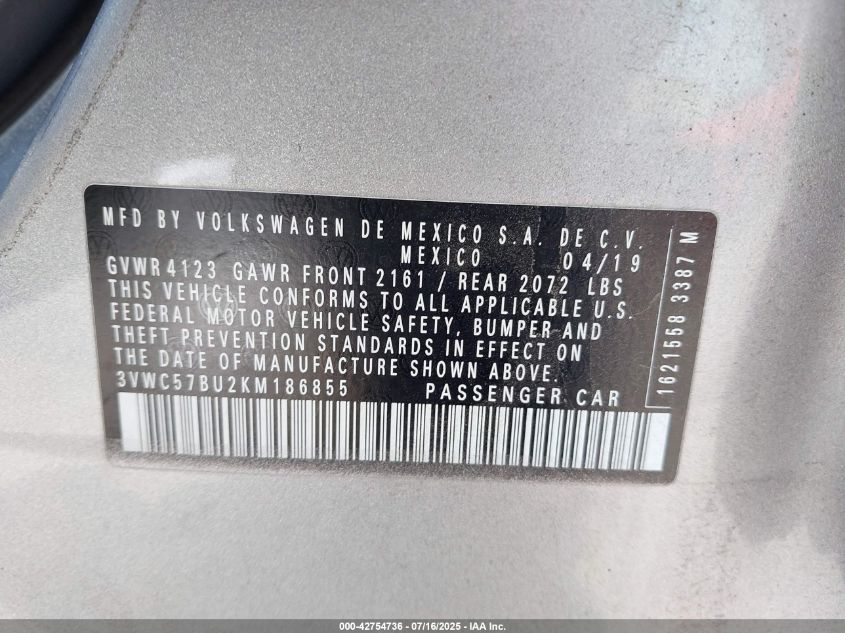 MFD BY VOLKSWAGEN DE MEXICO S.A. DE C.V.
MEXICO 04/19
GVWR 4123 GAWR FRONT 2161 / REAR 2072 LBS
THIS VEHICLE CONFORMS TO ALL APPLICABLE U.S.
FEDERAL MOTOR VEHICLE SAFETY, BUMPER AND
THEFT PREVENTION STANDARDS IN EFFECT ON
THE DATE OF MANUFACTURE SHOWN ABOVE.
3VWC57BU2KM186855 PASSENGER CAR
1621558 3387 M
000-42754736 - 07/16/2025 - IAA Inc.